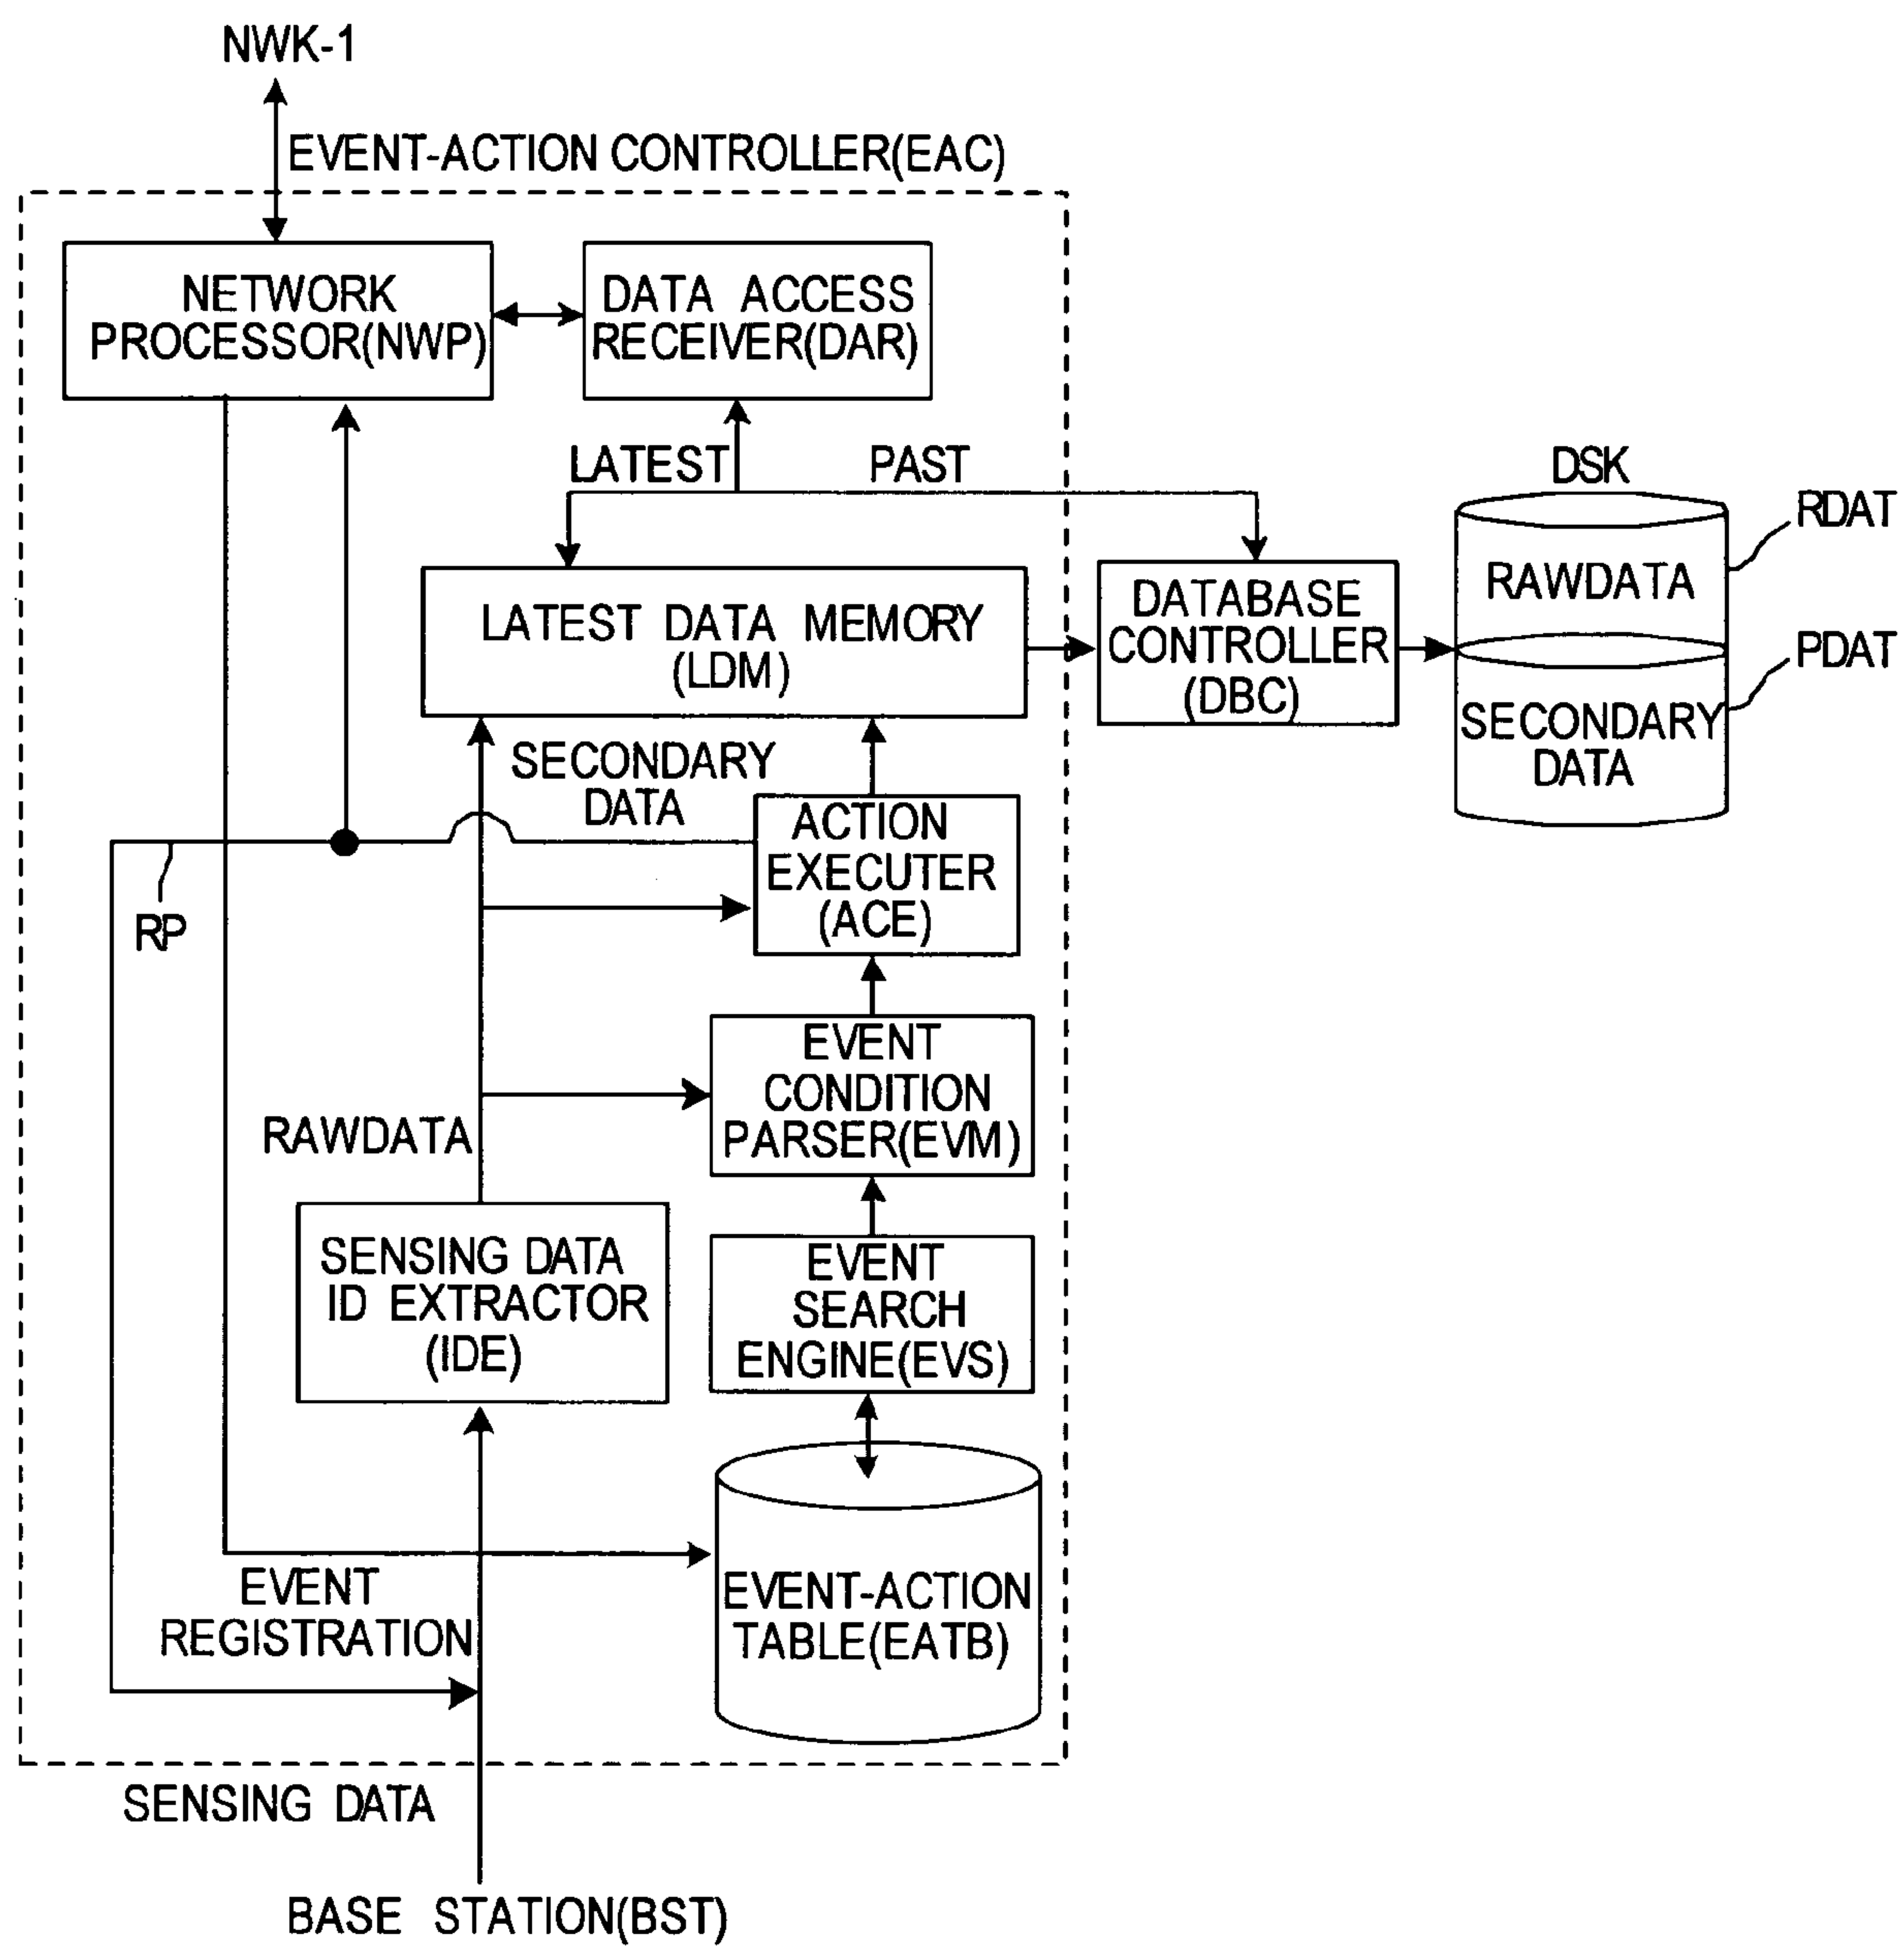 NWK-1
EVENT-ACTION CONTROLLER(EAC)
NETWORK
PROCESSOR(NWP)
DATA ACCESS
RECEIVER(DAR)
LATEST
PAST
DSK
RDAT
RAWDATA
PDAT
SECONDARY
DATA
LATEST DATA MEMORY
(LDM)
DATABASE
CONTROLLER
(DBC)
SECONDARY
DATA
ACTION
EXECUTER
(ACE)
RP
EVENT
CONDITION
PARSER(EVM)
RAWDATA
SENSING DATA
ID EXTRACTOR
(IDE)
EVENT
SEARCH
ENGINE(EVS)
EVENT
REGISTRATION
EVENT-ACTION
TABLE(EATB)
SENSING DATA
BASE STATION(BST)